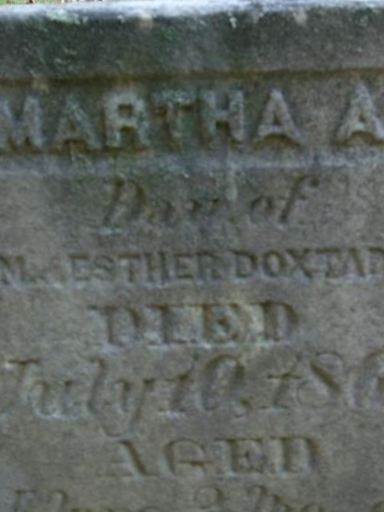 MARTHA A
Dau. of
M. & ESTHER DOXTAD
DIED
July 10, 186
AGED